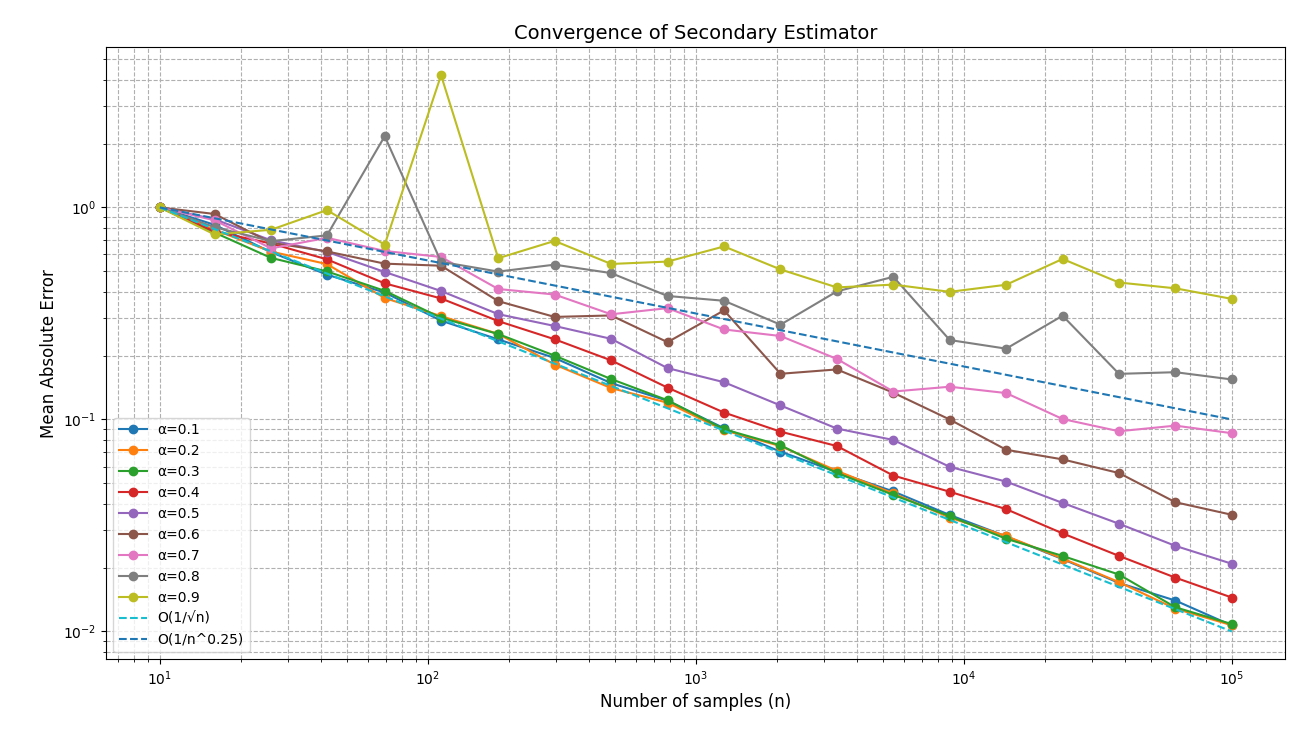 Convergence of Secondary Estimator
Mean Absolute Error
10⁰
10⁻¹
10⁻²
α=0.1
α=0.2
α=0.3
α=0.4
α=0.5
α=0.6
α=0.7
α=0.8
α=0.9
O(1/√n)
O(1/n^0.25)
10¹ 10² 10³ 10⁴ 10⁵
Number of samples (n)